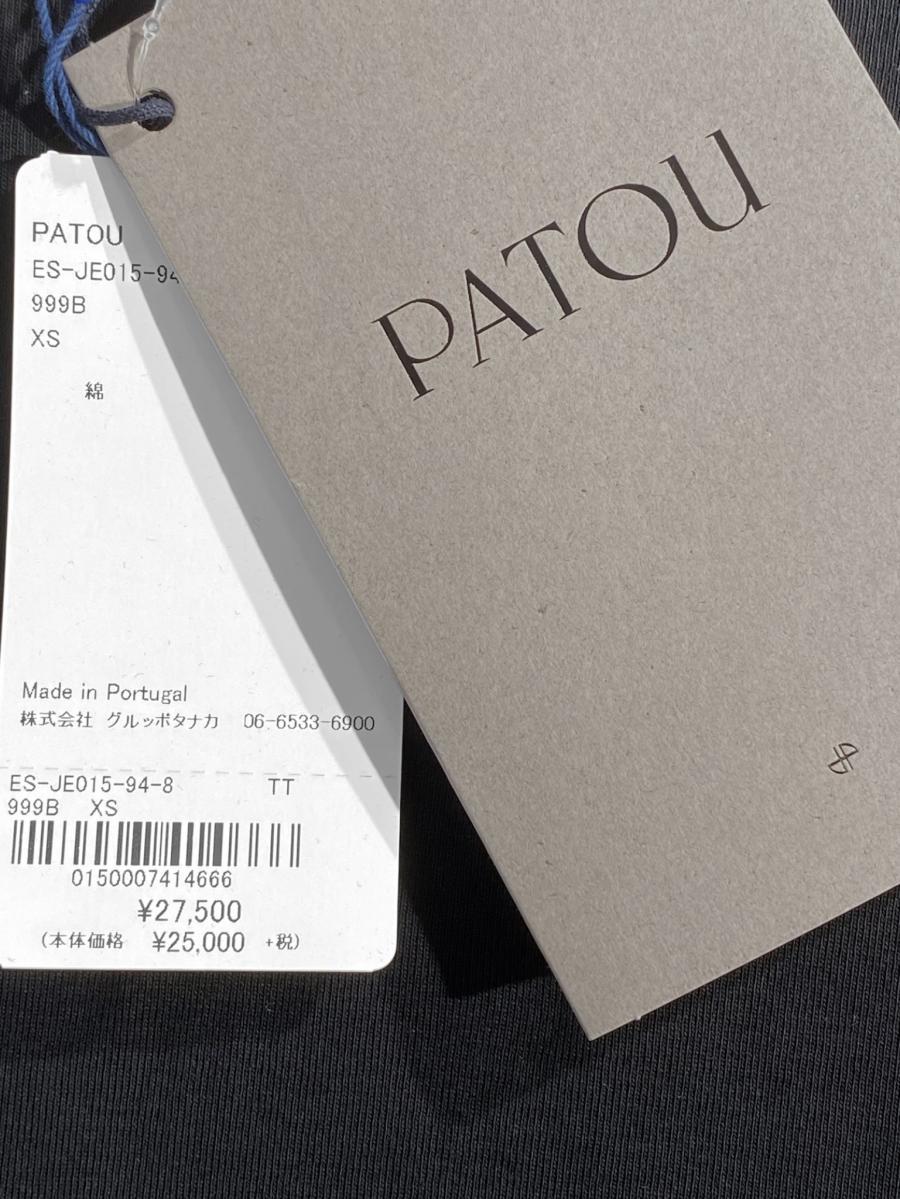 PATOU
PATOU
ES-JE015-94
999B
XS
綿
Made in Portugal
株式会社 グルッポタナカ 06-6533-6900
ES-JE015-94-8 TT
999B XS
0150007414666
¥27,500
(本体価格 ¥25,000 +税)